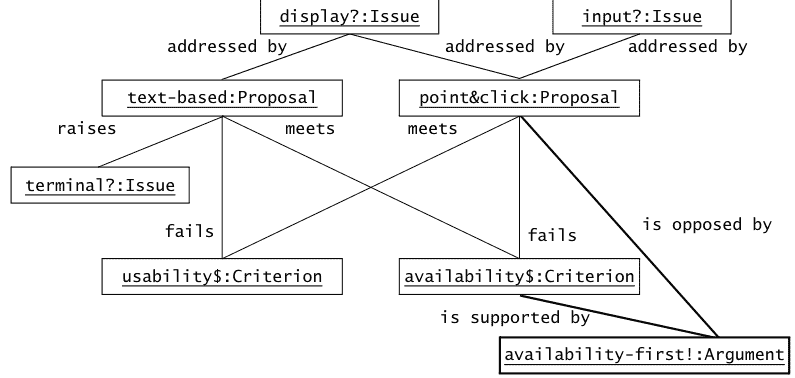 display?:Issue
input?:Issue
addressed by
addressed by
addressed by
text-based:Proposal
point&click:Proposal
raises
meets
meets
terminal?:Issue
is opposed by
fails
fails
usability$:Criterion
availability$:Criterion
is supported by
availability-first!:Argument